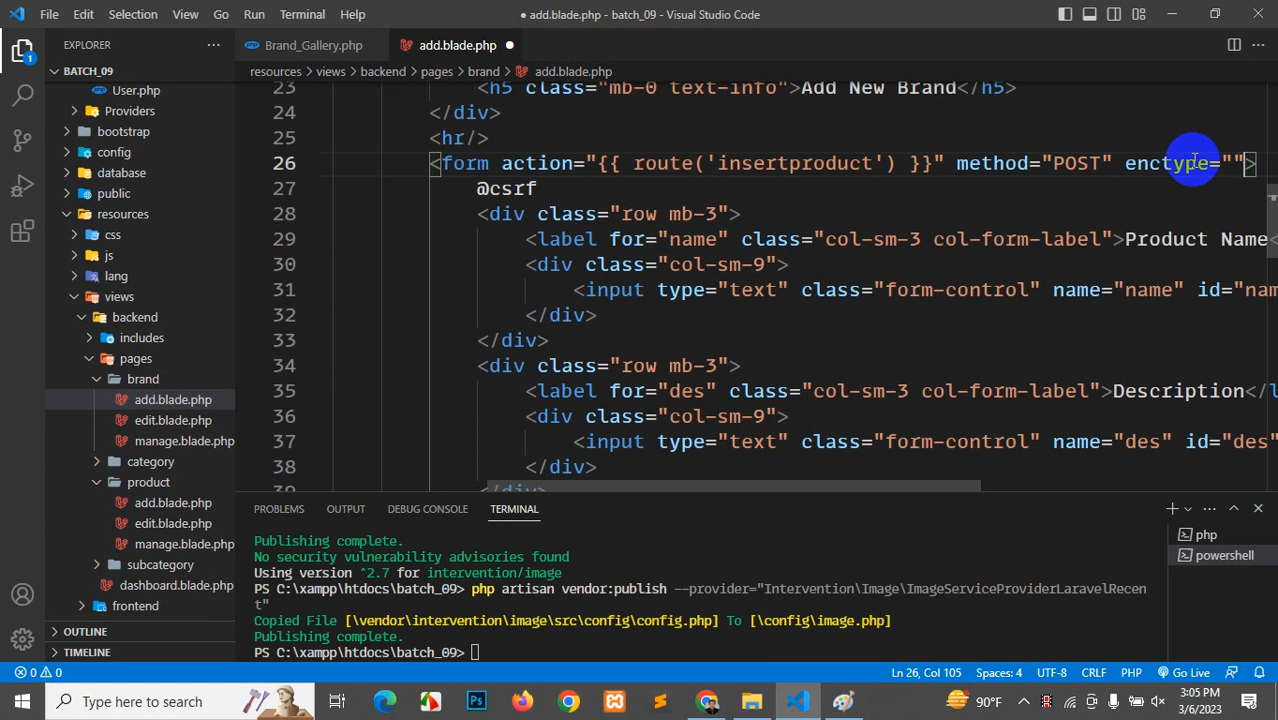 File Edit Selection View Go Run Terminal Help
● add.blade.php - batch_09 - Visual Studio Code
EXPLORER
BATCH_09
User.php
Providers
bootstrap
config
database
public
resources
css
js
lang
views
backend
includes
pages
brand
add.blade.php
edit.blade.php
manage.blade.php
category
product
add.blade.php
edit.blade.php
manage.blade.php
subcategory
dashboard.blade.php
frontend
OUTLINE
TIMELINE
1
Brand_Gallery.php add.blade.php ●
resources > views > backend > pages > brand > add.blade.php
23 <h5 class="mb-0 text-info">Add New Brand</h5>
24 </div>
25 <hr/>
26 <form action="{{ route('insertproduct') }}" method="POST" enctype="">
27 @csrf
28 <div class="row mb-3">
29 <label for="name" class="col-sm-3 col-form-label">Product Name<
30 <div class="col-sm-9">
31 <input type="text" class="form-control" name="name" id="nam
32 </div>
33 </div>
34 <div class="row mb-3">
35 <label for="des" class="col-sm-3 col-form-label">Description</l
36 <div class="col-sm-9">
37 <input type="text" class="form-control" name="des" id="des"
38 </div>
39 </div>
PROBLEMS OUTPUT DEBUG CONSOLE TERMINAL
Publishing complete.
No security vulnerability advisories found
Using version ^2.7 for intervention/image
PS C:\xampp\htdocs\batch_09> php artisan vendor:publish --provider="Intervention\Image\ImageServiceProviderLaravelRecen
t"
Copied File [\vendor\intervention\image\src\config\config.php] To [\config\image.php]
Publishing complete.
PS C:\xampp\htdocs\batch_09>
php
powershell
0 0 Ln 26, Col 105 Spaces: 4 UTF-8 CRLF PHP Go Live
Type here to search
Ps
90°F
3:05 PM
3/6/2023